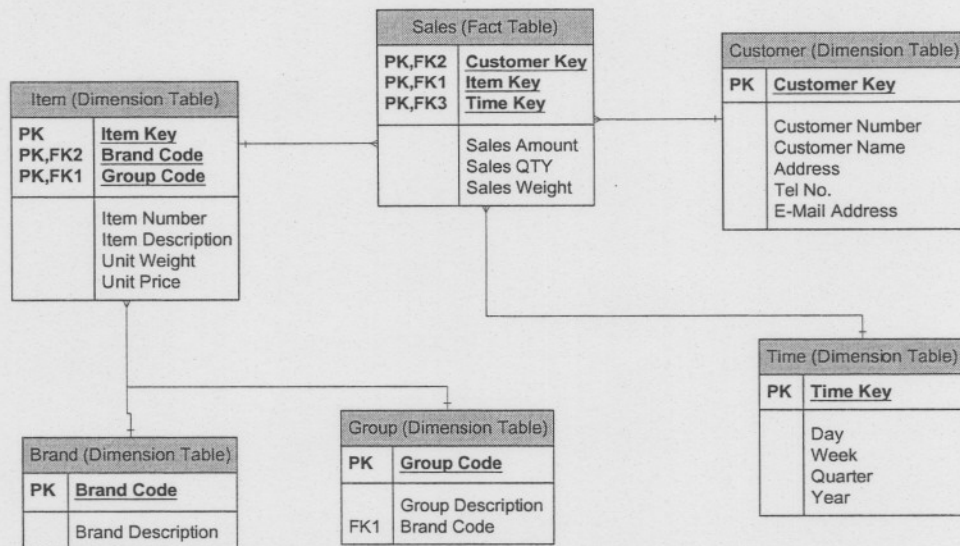 Sales (Fact Table)
PK,FK2 Customer Key
PK,FK1 Item Key
PK,FK3 Time Key
Sales Amount
Sales QTY
Sales Weight
Customer (Dimension Table)
PK Customer Key
Customer Number
Customer Name
Address
Tel No.
E-Mail Address
Item (Dimension Table)
PK Item Key
PK,FK2 Brand Code
PK,FK1 Group Code
Item Number
Item Description
Unit Weight
Unit Price
Time (Dimension Table)
PK Time Key
Day
Week
Quarter
Year
Brand (Dimension Table)
PK Brand Code
Brand Description
Group (Dimension Table)
PK Group Code
Group Description
FK1 Brand Code